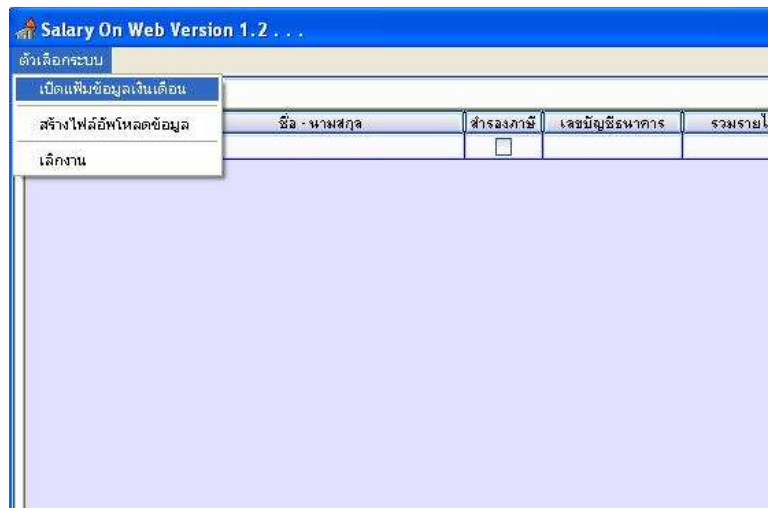 Salary On Web Version 1.2 . . .
ตัวเลือกระบบ
เปิดแฟ้มข้อมูลเงินเดือน
สร้างไฟล์อัพโหลดข้อมูล
เลิกงาน
ชื่อ - นามสกุล สำรองภาษี เลขบัญชีธนาคาร